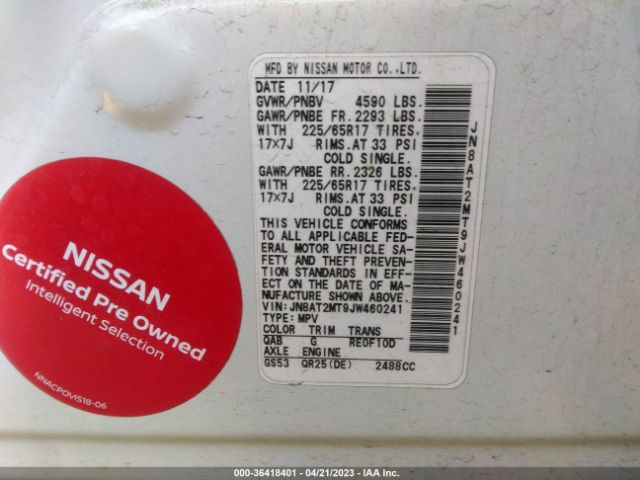 MFD BY NISSAN MOTOR CO.,LTD.
DATE 11/17
GVWR/PNBV 4590 LBS.
GAWR/PNBE FR. 2293 LBS.
WITH 225/65R17 TIRES,
17X7J RIMS.AT 33 PSI
COLD SINGLE.
GAWR/PNBE RR. 2326 LBS.
WITH 225/65R17 TIRES,
17X7J RIMS.AT 33 PSI
COLD SINGLE.
THIS VEHICLE CONFORMS
TO ALL APPLICABLE FED-
ERAL MOTOR VEHICLE SA-
FETY AND THEFT PREVEN-
TION STANDARDS IN EFF-
ECT ON THE DATE OF MA-
NUFACTURE SHOWN ABOVE.
VIN: JN8AT2MT9JW460241
TYPE: MPV
COLOR TRIM TRANS
QAB G RE0F10D
AXLE ENGINE
GS53 QR25(DE) 2488CC
JN8AT2MT9JW460241
NISSAN
Certified Pre Owned
Intelligent Selection
NNACPOVIS18-06
000-36418401 - 04/21/2023 - IAA Inc.